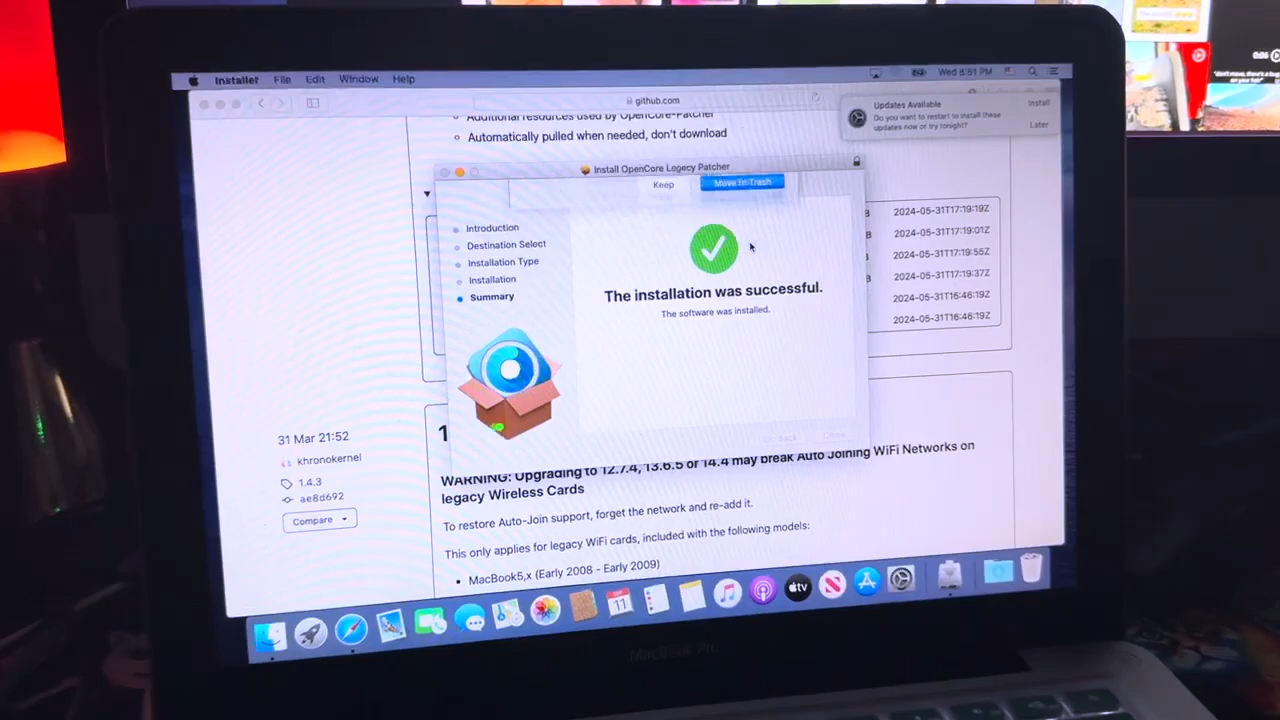 Installer File Edit Window Help
Wed 8:51 PM
github.com
Updates Available
Do you want to restart to install these
updates now or try tonight?
Install
Later
Additional resources used by OpenCore-Patcher
Automatically pulled when needed, don't download
Install OpenCore Legacy Patcher
Keep
Move to Trash
Introduction
Destination Select
Installation Type
Installation
Summary
The installation was successful.
The software was installed.
Go Back
Close
2024-05-31T17:19:19Z
2024-05-31T17:19:01Z
2024-05-31T17:19:55Z
2024-05-31T17:19:37Z
2024-05-31T16:46:19Z
2024-05-31T16:46:19Z
31 Mar 21:52
khronokernel
1.4.3
ae8d692
Compare
WARNING: Upgrading to 12.7.4, 13.6.5 or 14.4 may break Auto Joining WiFi Networks on
legacy Wireless Cards
To restore Auto-Join support, forget the network and re-add it.
This only applies for legacy WiFi cards, included with the following models:
MacBook5,x (Early 2008 - Early 2009)
11
tv
MacBook Pro